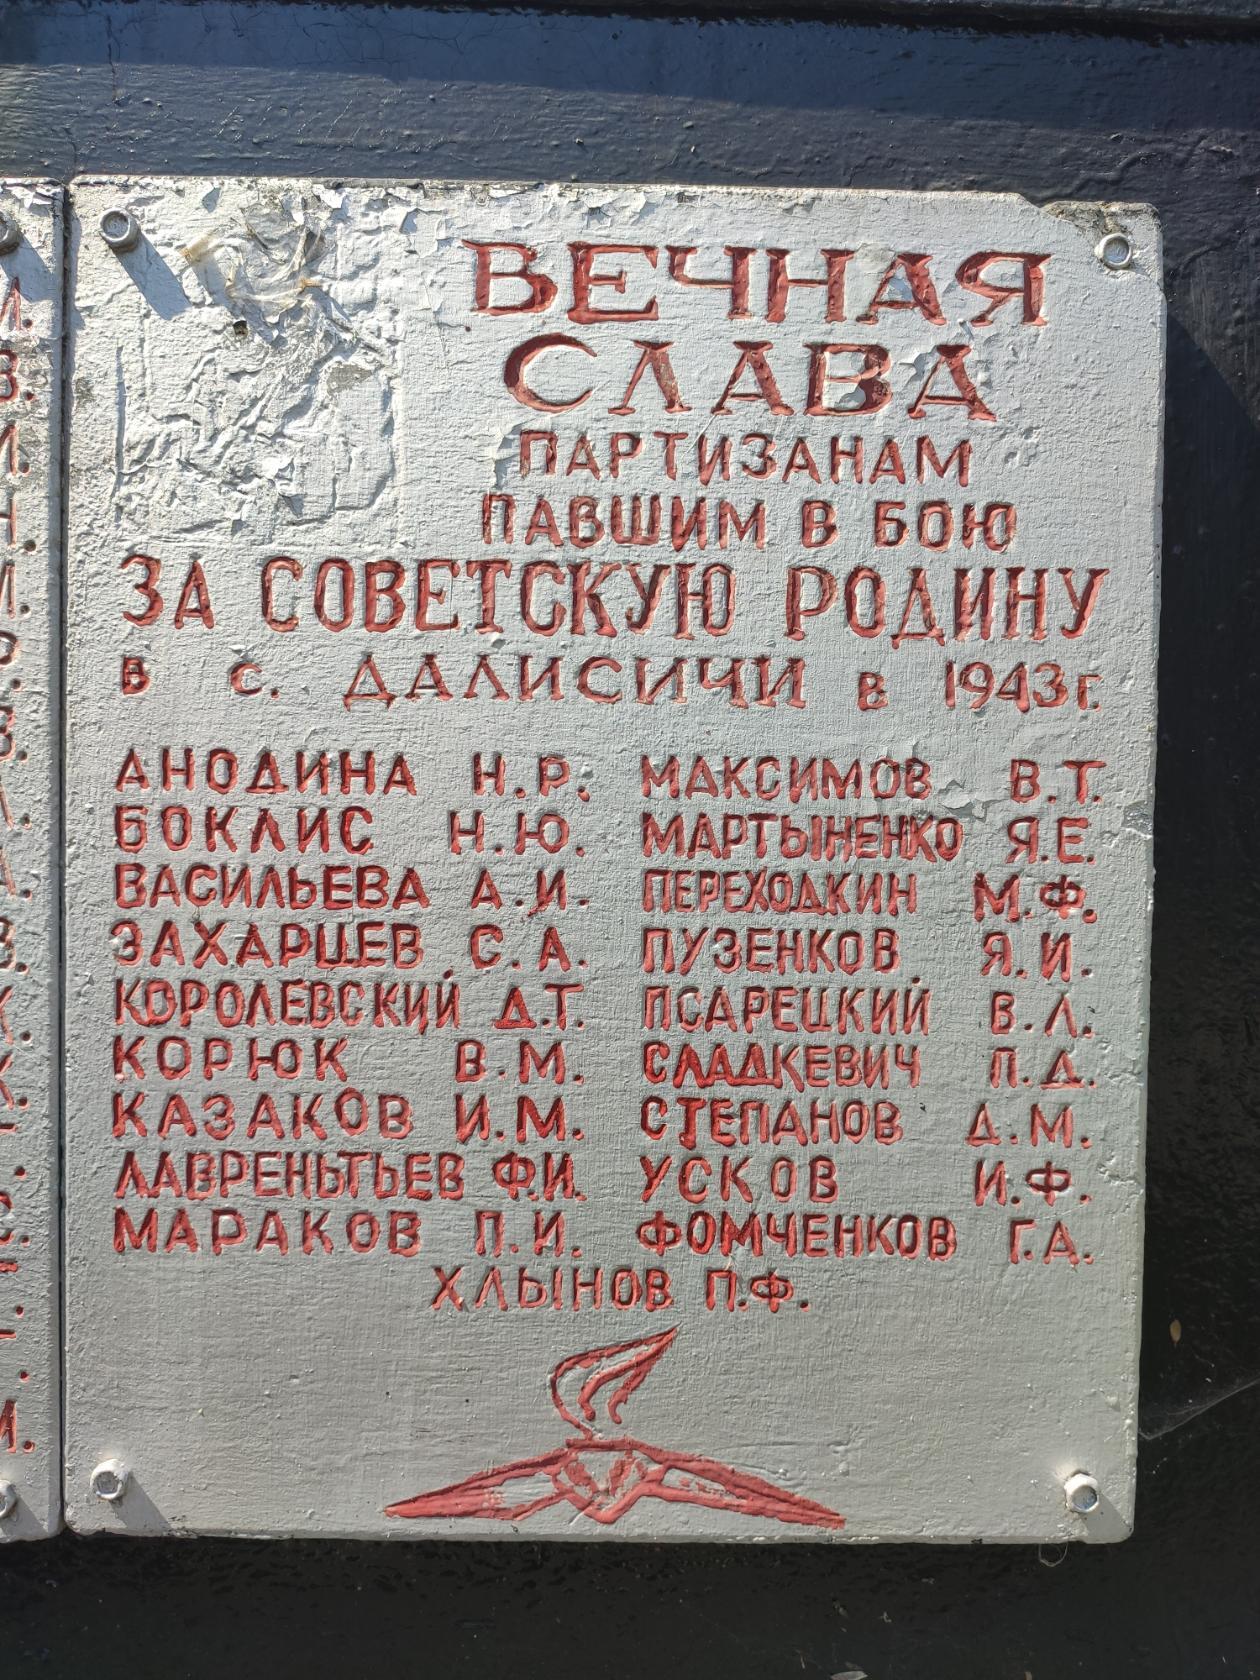 ВЕЧНАЯ
СЛАВА
ПАРТИЗАНАМ
ПАВШИМ В БОЮ
ЗА СОВЕТСКУЮ РОДИНУ
в с. ДАЛИСИЧИ в 1943 г.
АНОДИНА Н.Р. МАКСИМОВ В.Т.
БОКЛИС Н.Ю. МАРТЫНЕНКО Я.Е.
ВАСИЛЬЕВА А.И. ПЕРЕХОДКИН М.Ф.
ЗАХАРЦЕВ С.А. ПУЗЕНКОВ Я.И.
КОРОЛЕВСКИЙ Д.Т. ПСАРЕЦКИЙ В.Л.
КОРЮК В.М. СЛАДКЕВИЧ П.Д.
КАЗАКОВ И.М. СТЕПАНОВ Д.М.
ЛАВРЕНЬТЬЕВ Ф.И. УСКОВ И.Ф.
МАРАКОВ П.И. ФОМЧЕНКОВ Г.А.
ХЛЫНОВ П.Ф.